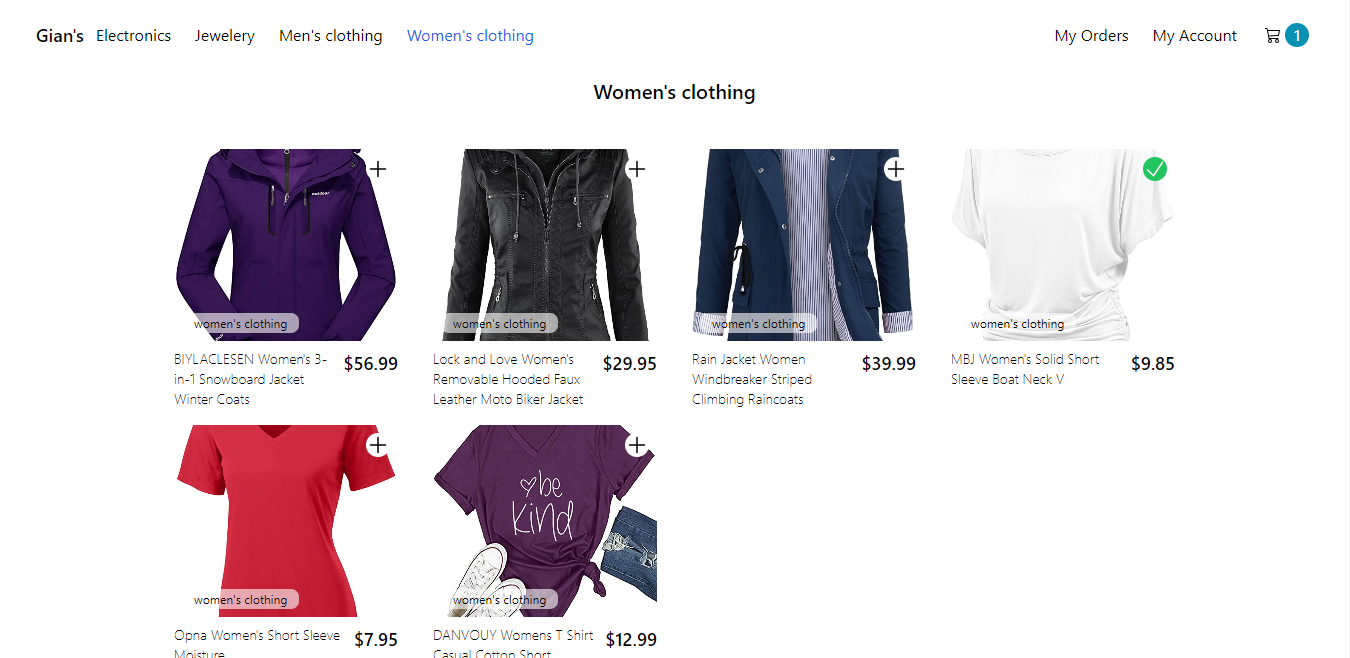 Gian's Electronics Jewelery Men's clothing Women's clothing My Orders My Account 1
Women's clothing
outdoor
women's clothing women's clothing women's clothing women's clothing
BIYLACLESEN Women's 3- $56.99
in-1 Snowboard Jacket
Winter Coats
Lock and Love Women's $29.95
Removable Hooded Faux
Leather Moto Biker Jacket
Rain Jacket Women $39.99
Windbreaker Striped
Climbing Raincoats
MBJ Women's Solid Short $9.85
Sleeve Boat Neck V
be
kind
women's clothing women's clothing
Opna Women's Short Sleeve $7.95
Moisture
DANVOUY Womens T Shirt $12.99
Casual Cotton Short